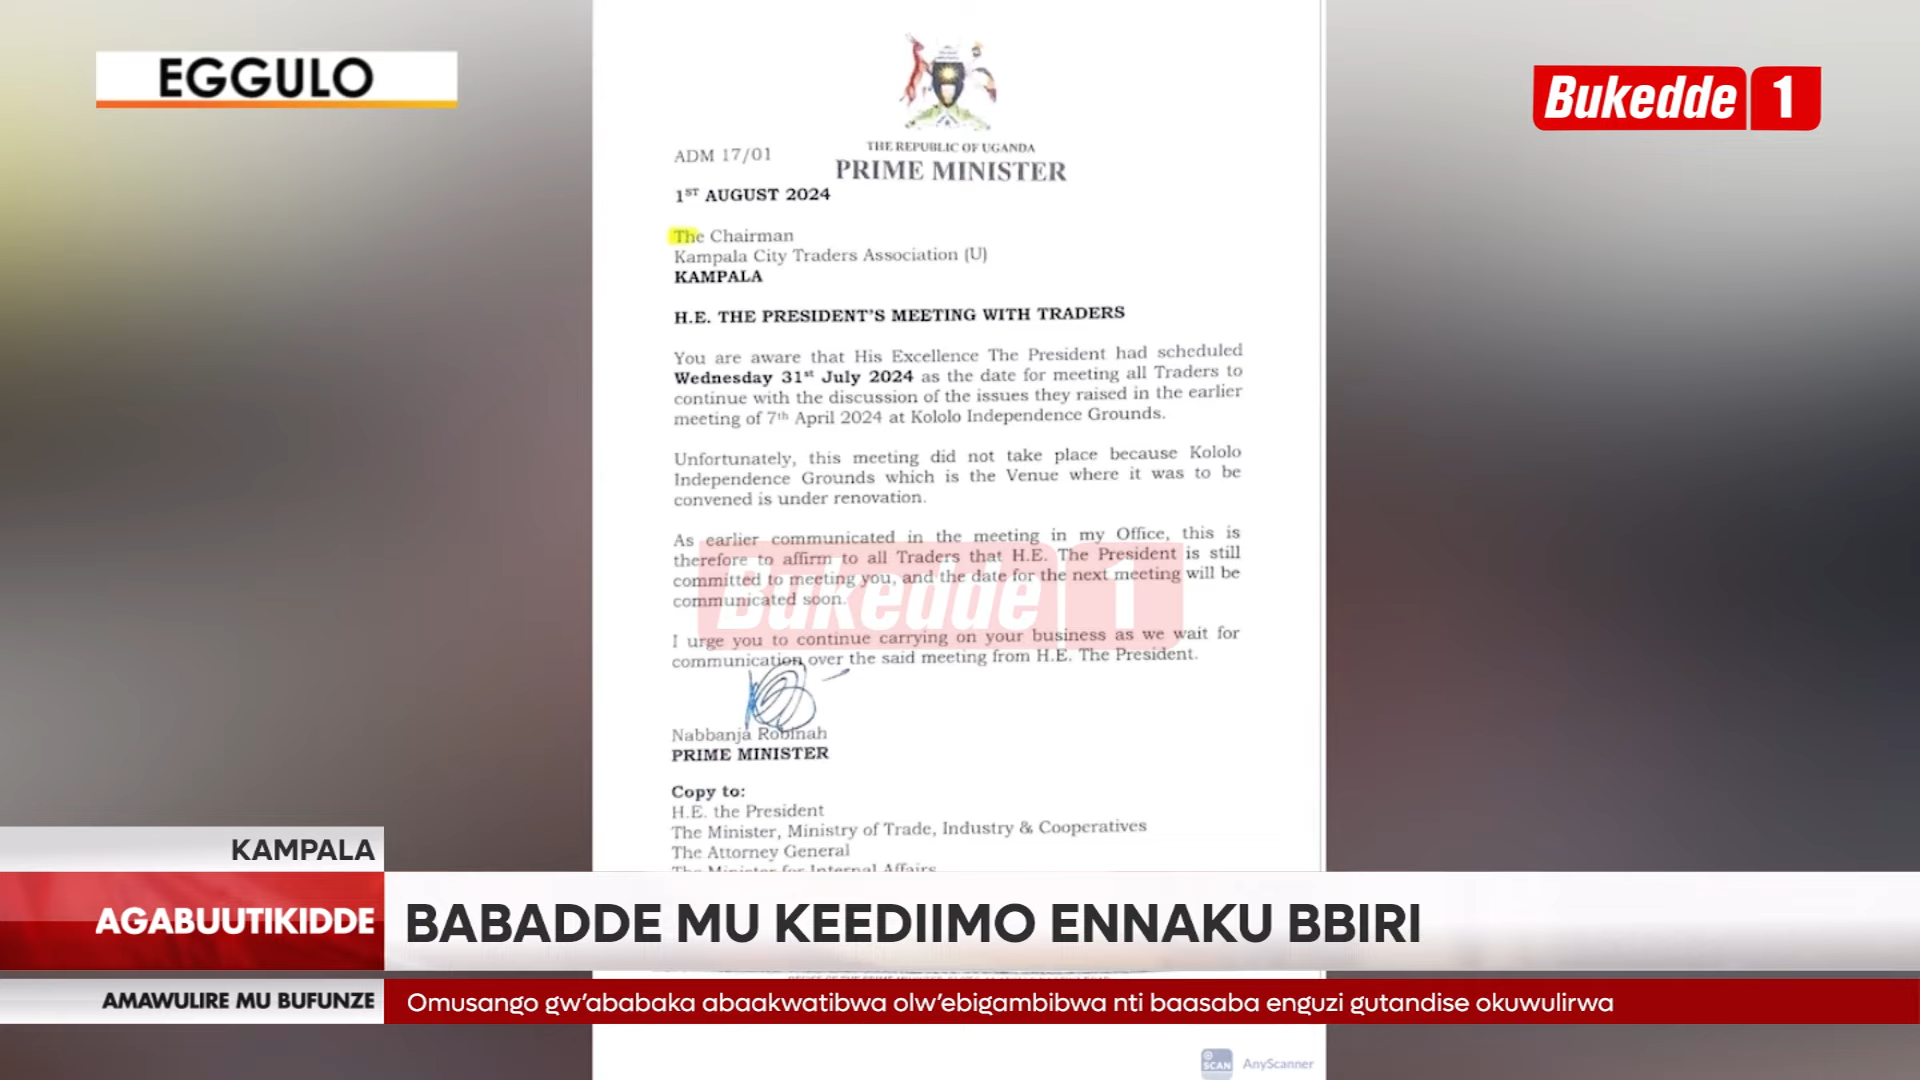 EGGULO
Bukedde 1
THE REPUBLIC OF UGANDA
ADM 17/01
PRIME MINISTER
1ST AUGUST 2024
The Chairman
Kampala City Traders Association (U)
KAMPALA
H.E. THE PRESIDENT'S MEETING WITH TRADERS
You are aware that His Excellence The President had scheduled
Wednesday 31st July 2024 as the date for meeting all Traders to
continue with the discussion of the issues they raised in the earlier
meeting of 7th April 2024 at Kololo Independence Grounds.
Unfortunately, this meeting did not take place because Kololo
Independence Grounds which is the Venue where it was to be
convened is under renovation.
As earlier communicated in the meeting in my Office, this is
therefore to affirm to all Traders that H.E. The President is still
committed to meeting you, and the date for the next meeting will be
communicated soon.
Bukedde 1
I urge you to continue carrying on your business as we wait for
communication over the said meeting from H.E. The President.
Nabbanja Robinah
PRIME MINISTER
Copy to:
H.E. the President
The Minister, Ministry of Trade, Industry & Cooperatives
The Attorney General
The Minister for Internal Affairs
KAMPALA
AGABUUTIKIDDE
BABADDE MU KEEDIIMO ENNAKU BBIRI
AMAWULIRE MU BUFUNZE
Omusango gw'ababaka abaakwatibwa olw'ebigambibwa nti baasaba enguzi gutandise okuwulirwa
SCAN
AnyScanner